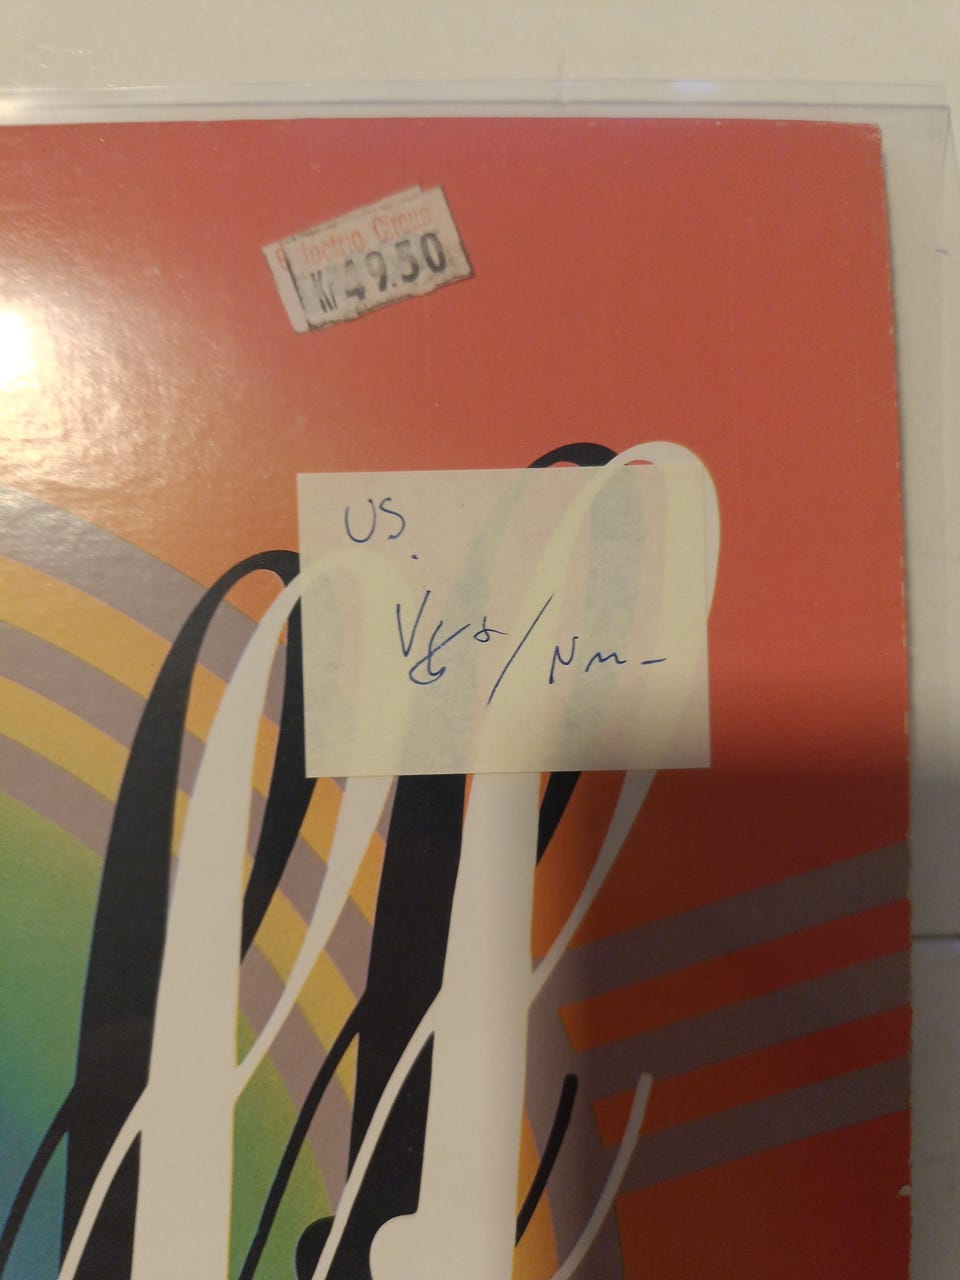 Electric Circus
Kr 49.50
US.
VG+/NM-